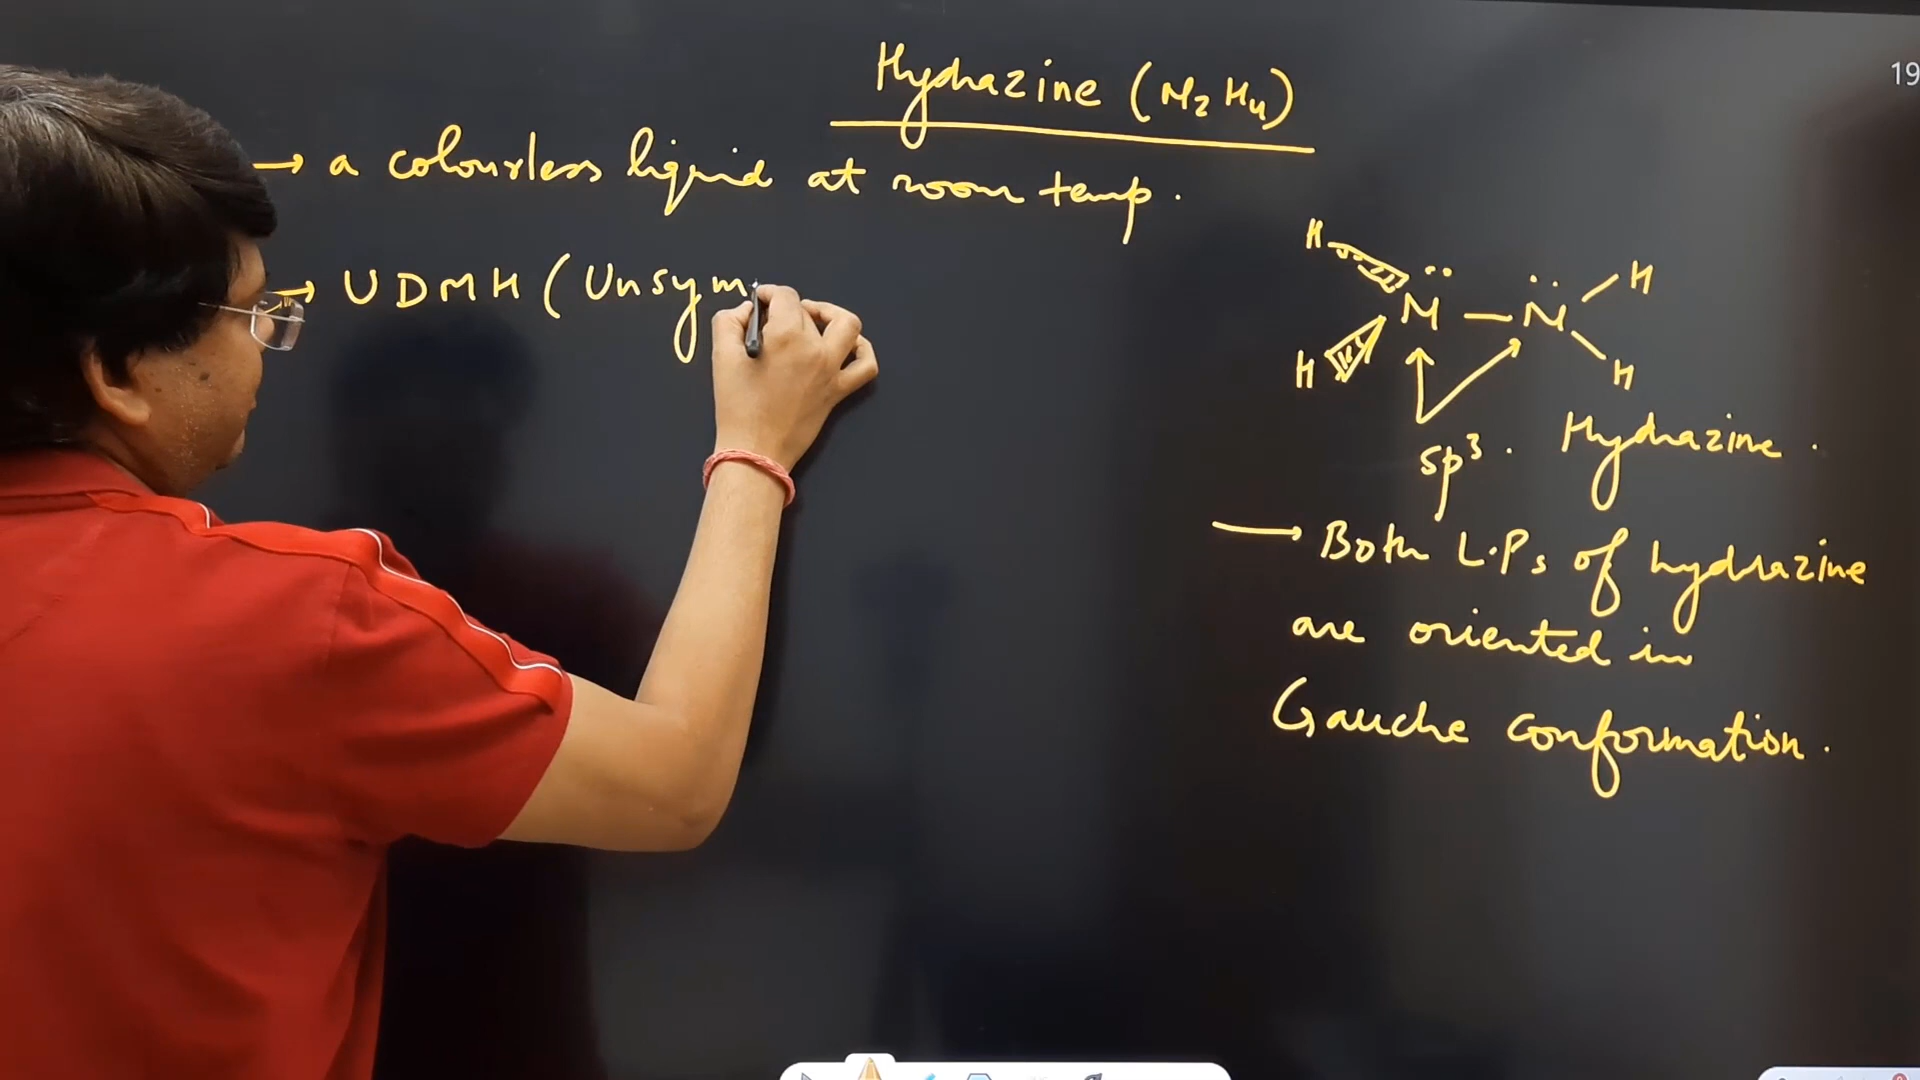 Hydrazine (N2H4)
19
→ a colourless liquid at room temp.
→ UDMH (Unsym
H
H
N – N
H
H
sp³.
Hydrazine.
→ Both L.Ps of hydrazine
are oriented in
Gauche conformation.